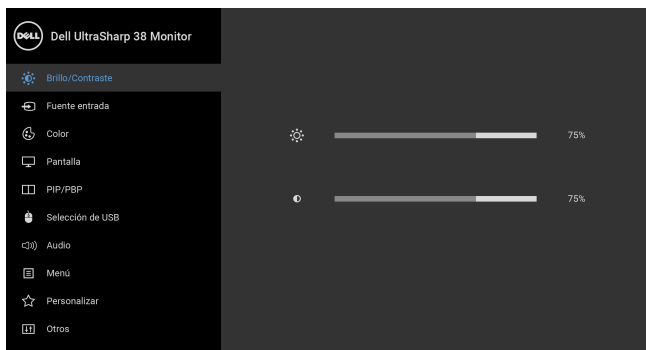 DELL Dell UltraSharp 38 Monitor
Brillo/Contraste
Fuente entrada
Color
75%
Pantalla
PIP/PBP
75%
Selección de USB
Audio
Menú
Personalizar
Otros